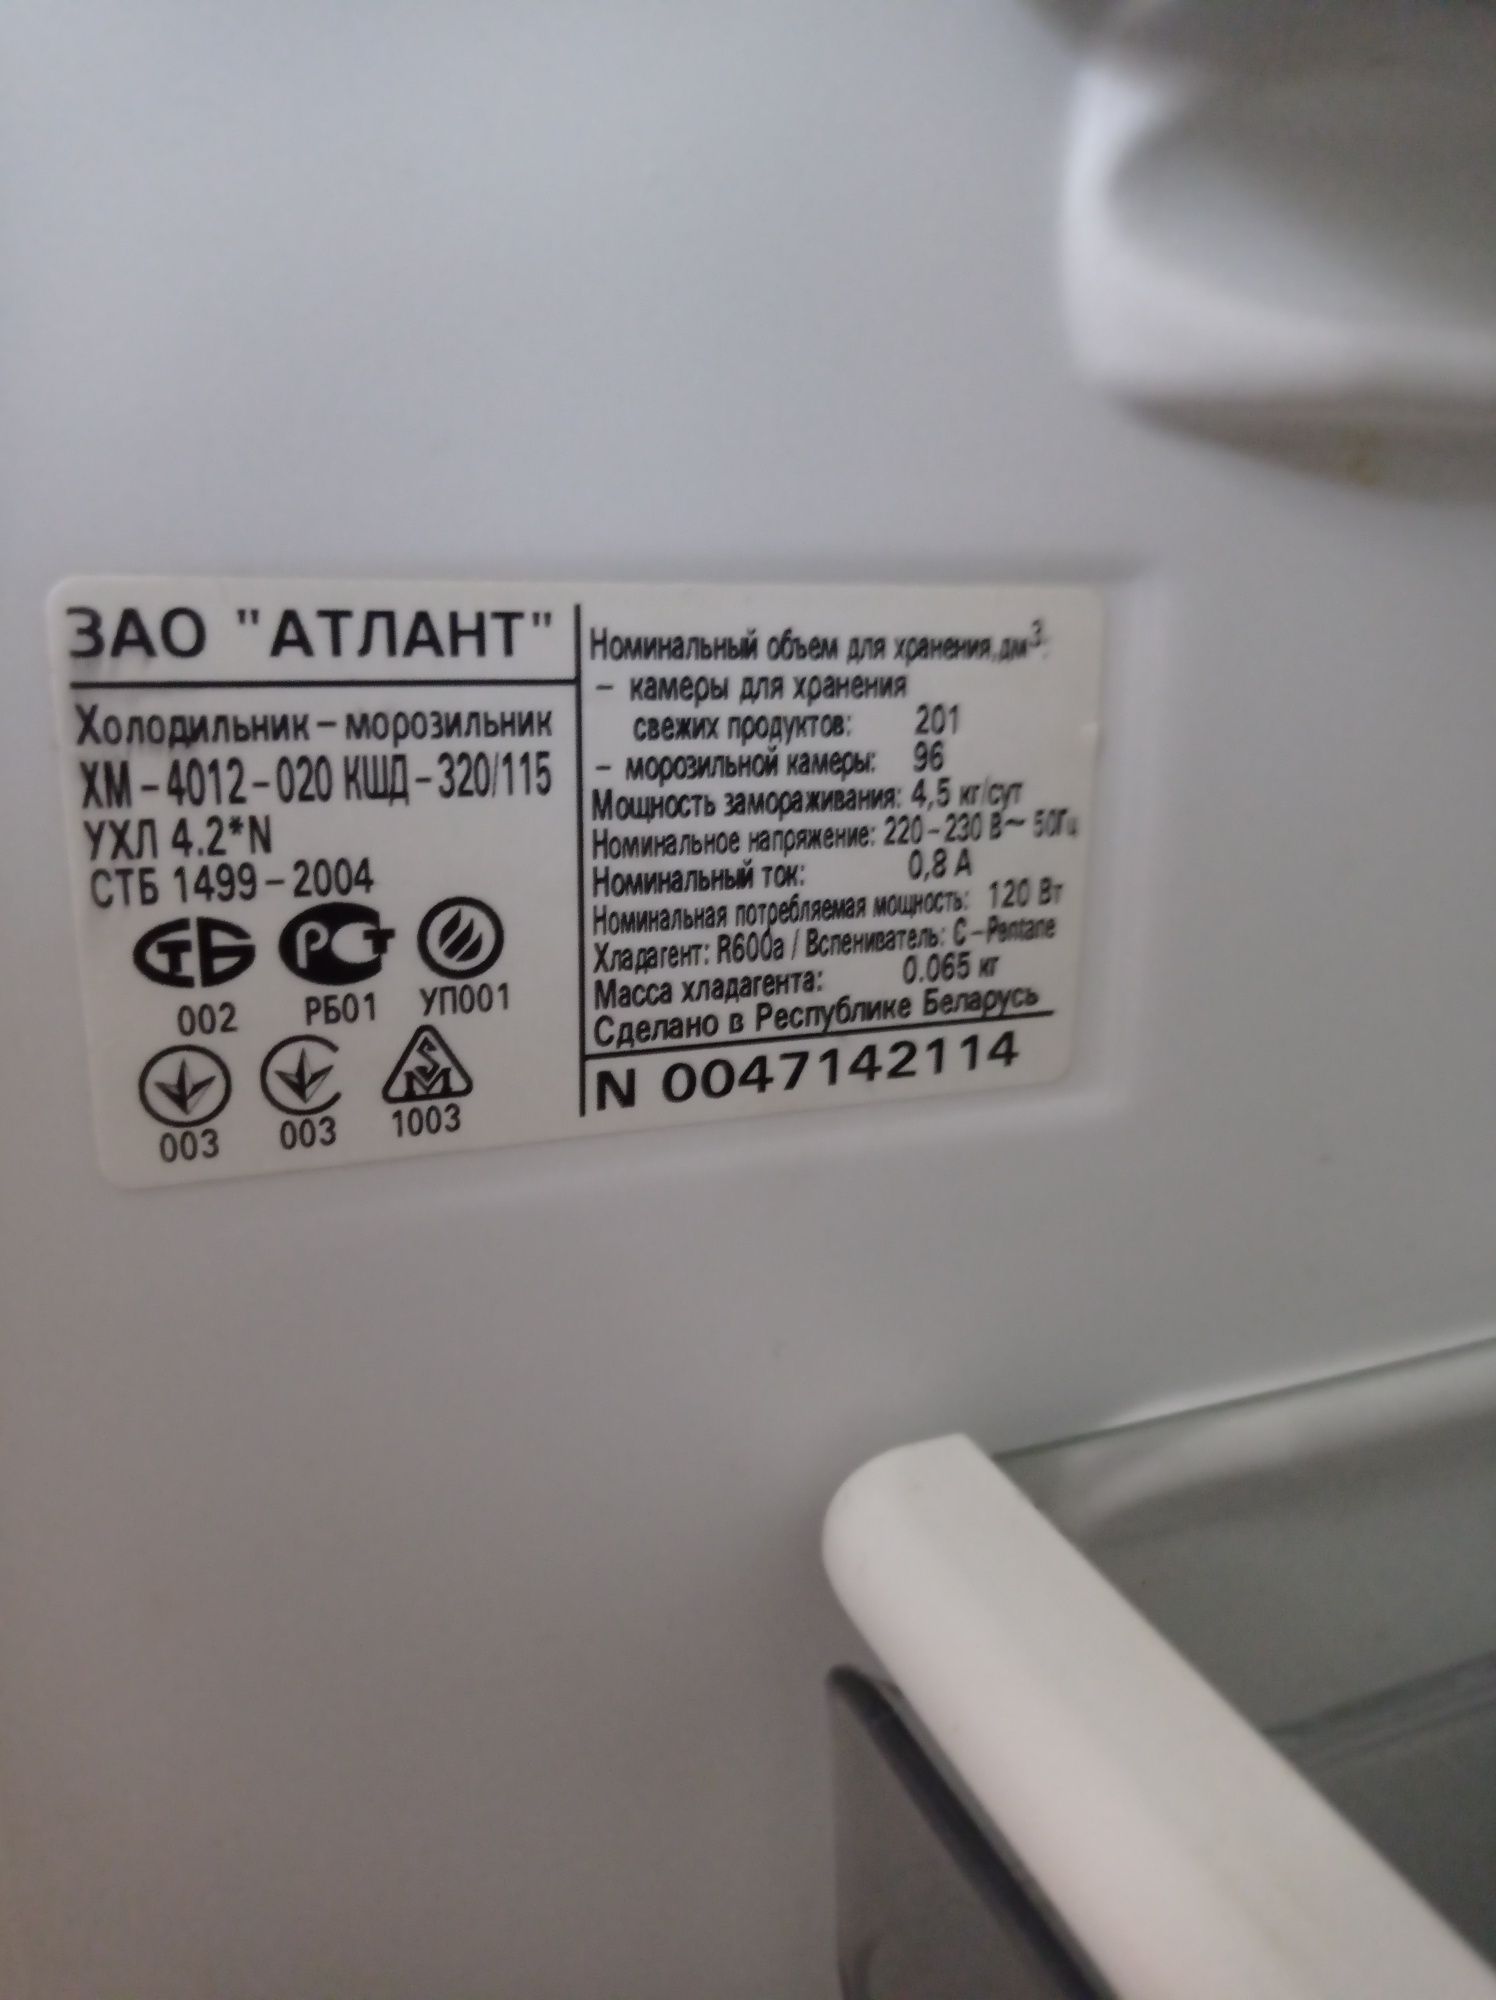 ЗАО "АТЛАНТ"
Холодильник – морозильник
ХМ – 4012 – 020 КШД – 320/115
УХЛ 4.2*N
СТБ 1499 – 2004
СТБ РСТ
002 РБ01 УП001
SM
003 003 1003
Номинальный объем для хранения, дм³:
– камеры для хранения
свежих продуктов: 201
– морозильной камеры: 96
Мощность замораживания: 4,5 кг/сут
Номинальное напряжение: 220 – 230 В~ 50Гц
Номинальный ток: 0,8 А
Номинальная потребляемая мощность: 120 Вт
Хладагент: R600a / Вспениватель: C – Pentane
Масса хладагента: 0.065 кг
Сделано в Республике Беларусь
N 0047142114